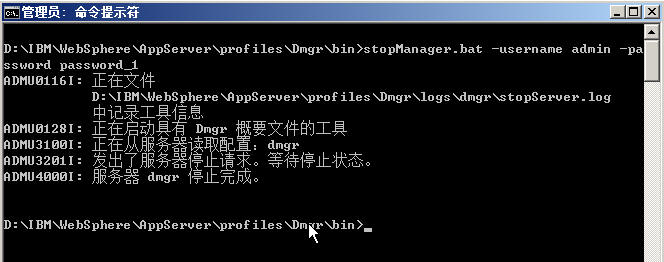 管理员: 命令提示符
D:\IBM\WebSphere\AppServer\profiles\Dmgr\bin>stopManager.bat -username admin -pa
ssword password_1
ADMU0116I: 正在文件
D:\IBM\WebSphere\AppServer\profiles\Dmgr\logs\dmgr\stopServer.log
中记录工具信息
ADMU0128I: 正在启动具有 Dmgr 概要文件的工具
ADMU3100I: 正在从服务器读取配置: dmgr
ADMU3201I: 发出了服务器停止请求。等待停止状态。
ADMU4000I: 服务器 dmgr 停止完成。
D:\IBM\WebSphere\AppServer\profiles\Dmgr\bin>_